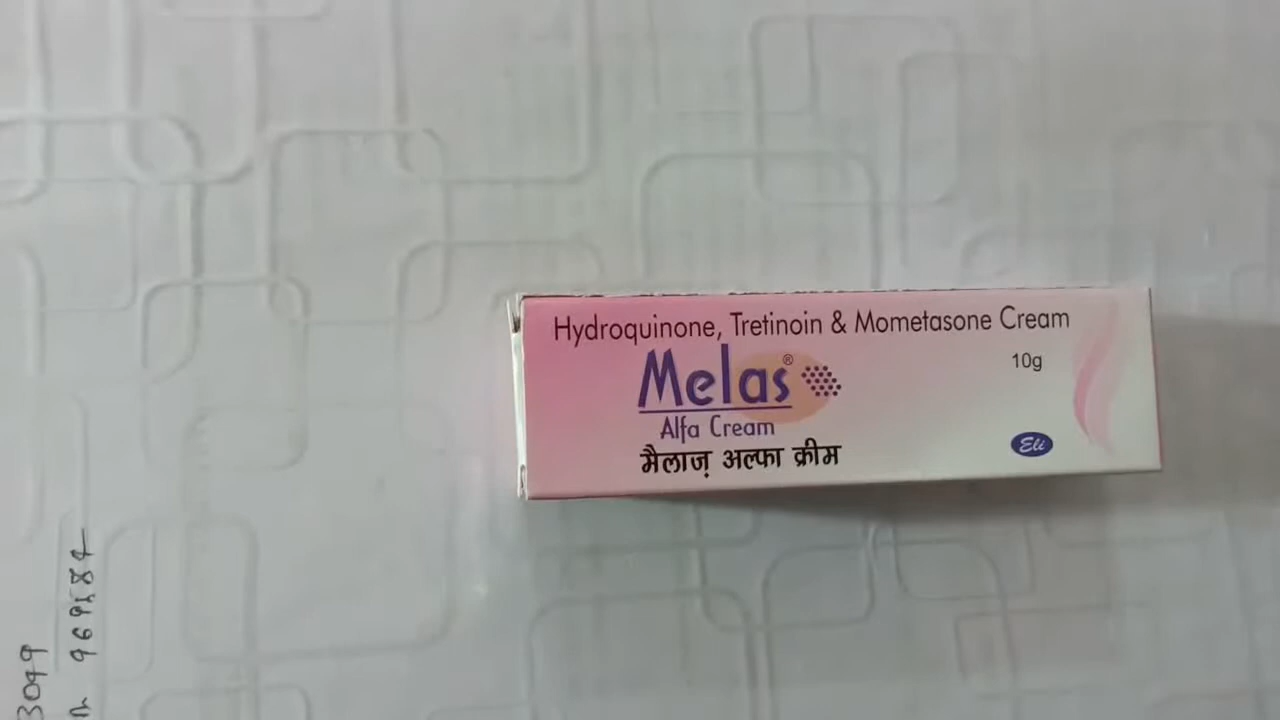 Hydroquinone, Tretinoin & Mometasone Cream
Melas®
10g
Alfa Cream
मैलाज़ अल्फा क्रीम
Eli